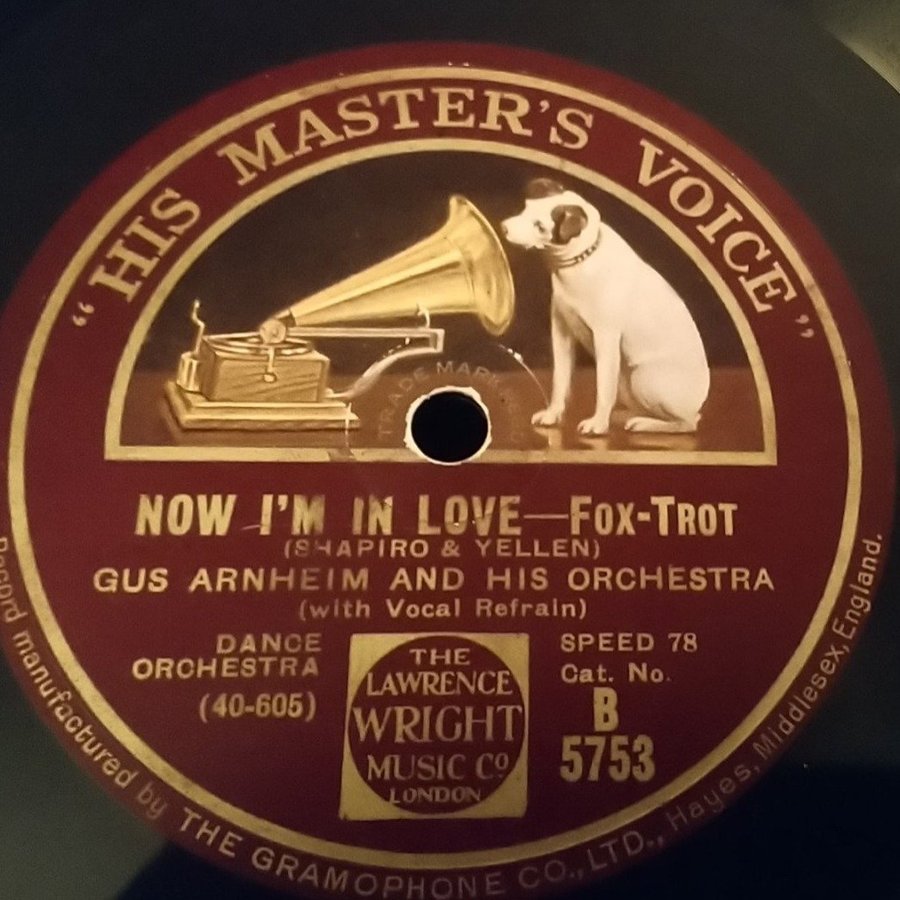 “HIS MASTER'S VOICE”
TRADE MARK
NOW I'M IN LOVE—FOX-TROT
(SHAPIRO & YELLEN)
GUS ARNHEIM AND HIS ORCHESTRA
(with Vocal Refrain)
DANCE
ORCHESTRA
(40-605)
THE
LAWRENCE
WRIGHT
MUSIC CO
LONDON
SPEED 78
Cat. No.
B
5753
Record manufactured by THE GRAMOPHONE CO., LTD., Hayes, Middlesex, England.